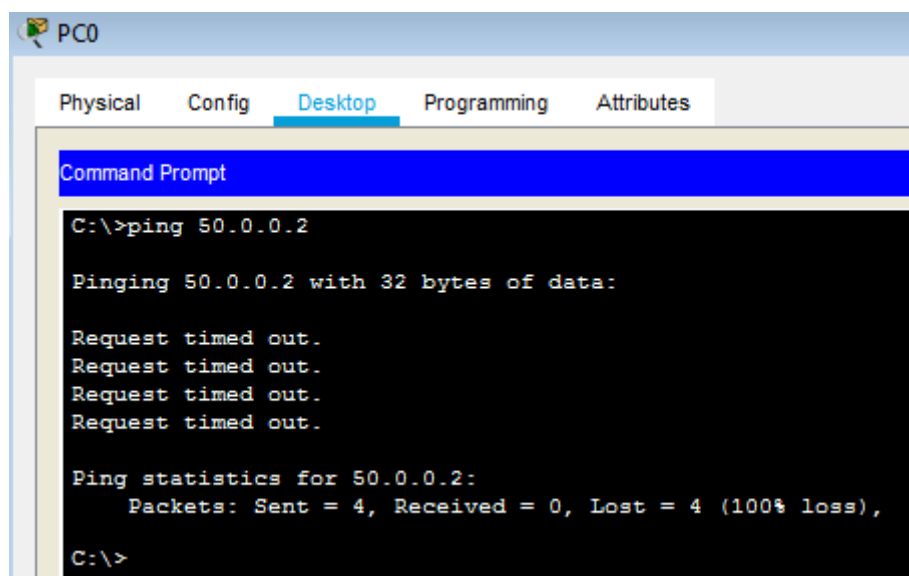 PC0
Physical Config Desktop Programming Attributes
Command Prompt
C:\>ping 50.0.0.2
Pinging 50.0.0.2 with 32 bytes of data:
Request timed out.
Request timed out.
Request timed out.
Request timed out.
Ping statistics for 50.0.0.2:
Packets: Sent = 4, Received = 0, Lost = 4 (100% loss),
C:\>